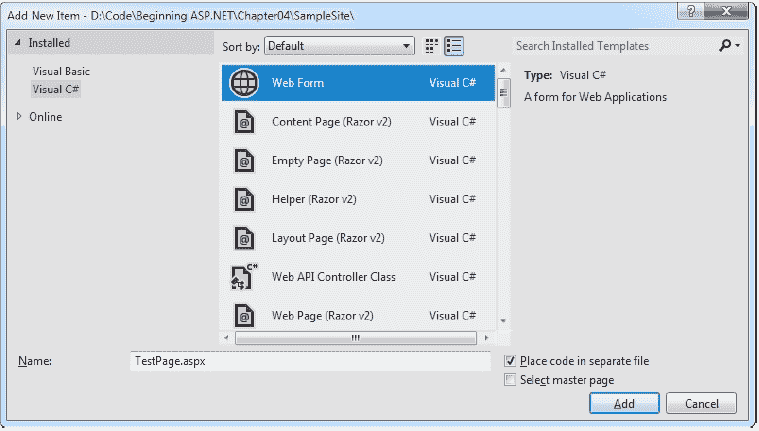 Add New Item - D:\Code\Beginning ASP.NET\Chapter04\SampleSite\
Installed
Visual Basic
Visual C#
Online
Sort by: Default
Search Installed Templates
Web Form Visual C#
Content Page (Razor v2) Visual C#
Empty Page (Razor v2) Visual C#
Helper (Razor v2) Visual C#
Layout Page (Razor v2) Visual C#
Web API Controller Class Visual C#
Web Page (Razor v2) Visual C#
Type: Visual C#
A form for Web Applications
Name: TestPage.aspx
Place code in separate file
Select master page
Add Cancel